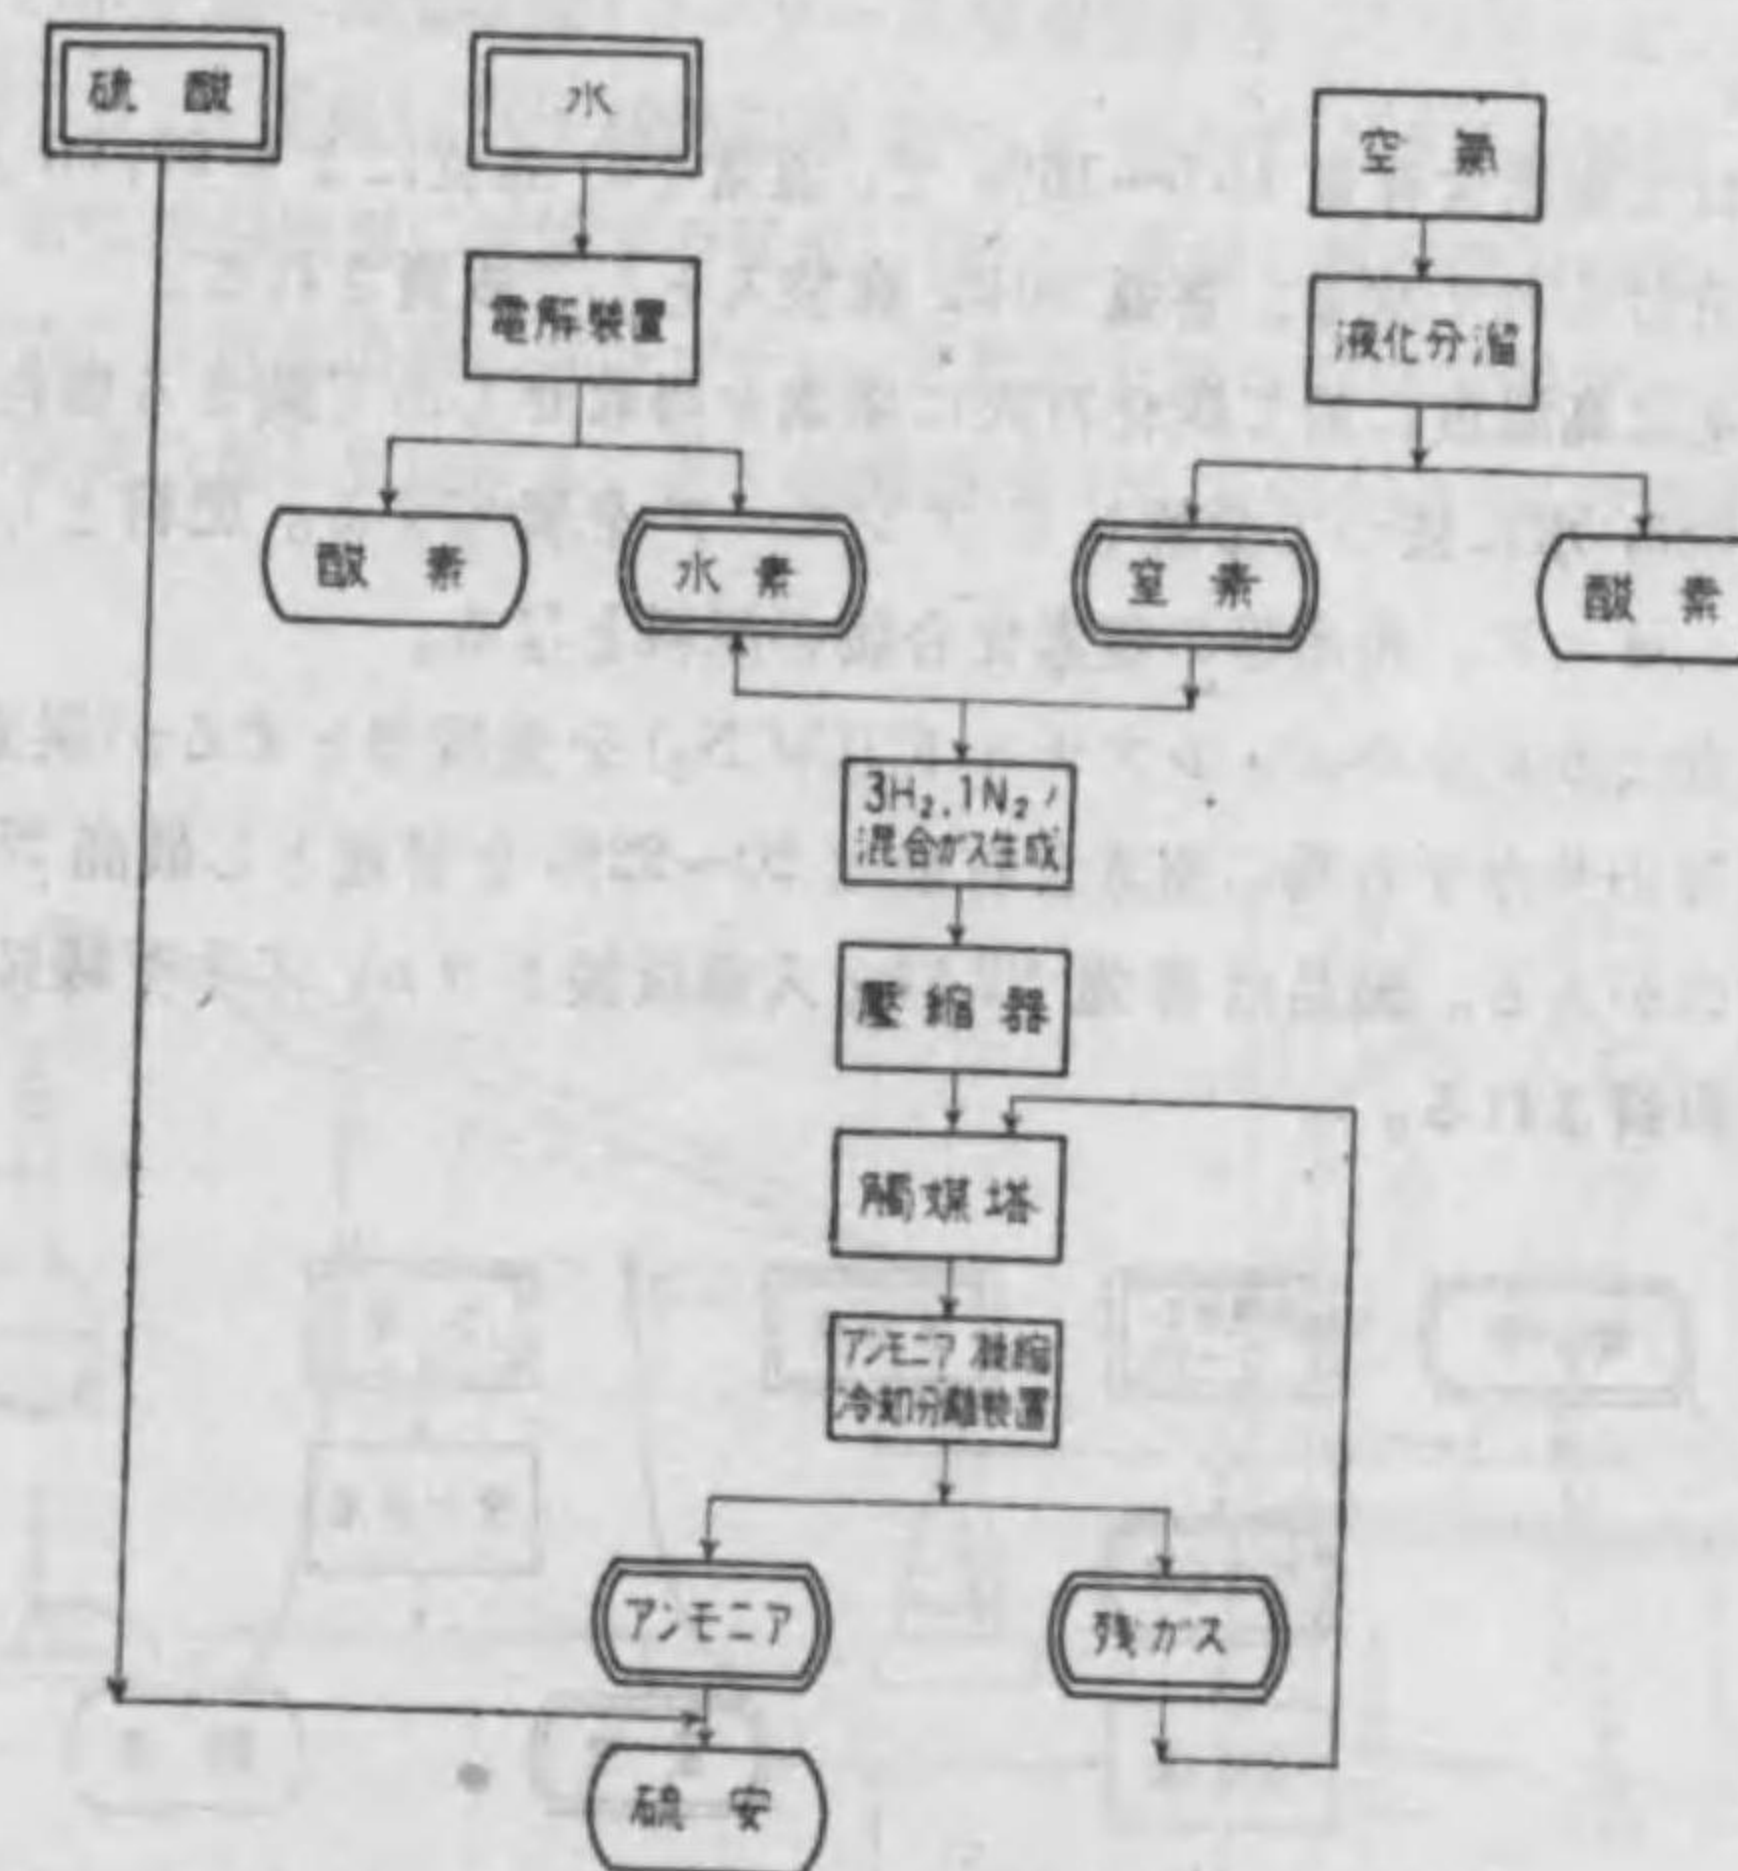 硫酸
水
空氣
電解裝置
液化分溜
酸素
水素
窒素
酸素
3H₂.1N₂ノ
混合ガス生成
壓縮器
觸媒塔
アンモニア凝縮
冷却分離裝置
アンモニア
残ガス
硫安